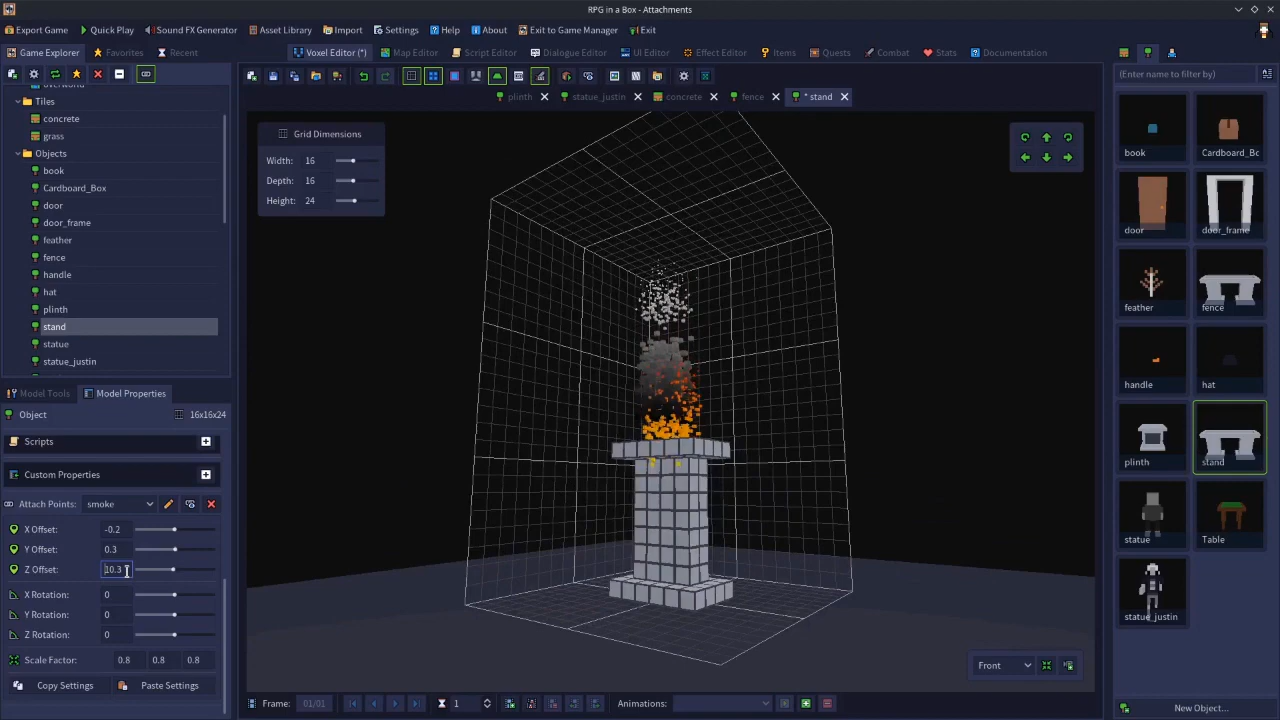 RPG in a Box - Attachments
Export Game Quick Play Sound FX Generator Asset Library Import Settings Help About Exit to Game Manager Exit
Game Explorer Favorites Recent Voxel Editor (*) Map Editor Script Editor Dialogue Editor UI Editor Effect Editor Items Quests Combat Stats Documentation
(Enter name to filter by)
plinth statue_justin concrete fence * stand
Tiles
concrete
grass
Objects
book
Cardboard_Box
door
door_frame
feather
fence
handle
hat
plinth
stand
statue
statue_justin
Grid Dimensions
Width: 16
Depth: 16
Height: 24
Model Tools Model Properties
Object 16x16x24
Scripts
Custom Properties
Attach Points: smoke
X Offset: -0.2
Y Offset: 0.3
Z Offset: 10.3
X Rotation: 0
Y Rotation: 0
Z Rotation: 0
Scale Factor: 0.8 0.8 0.8
Copy Settings Paste Settings
Front
Frame: 01/01 1 Animations:
book Cardboard_Bc
door door_frame
feather fence
handle hat
plinth stand
statue Table
statue_justin
New Object...